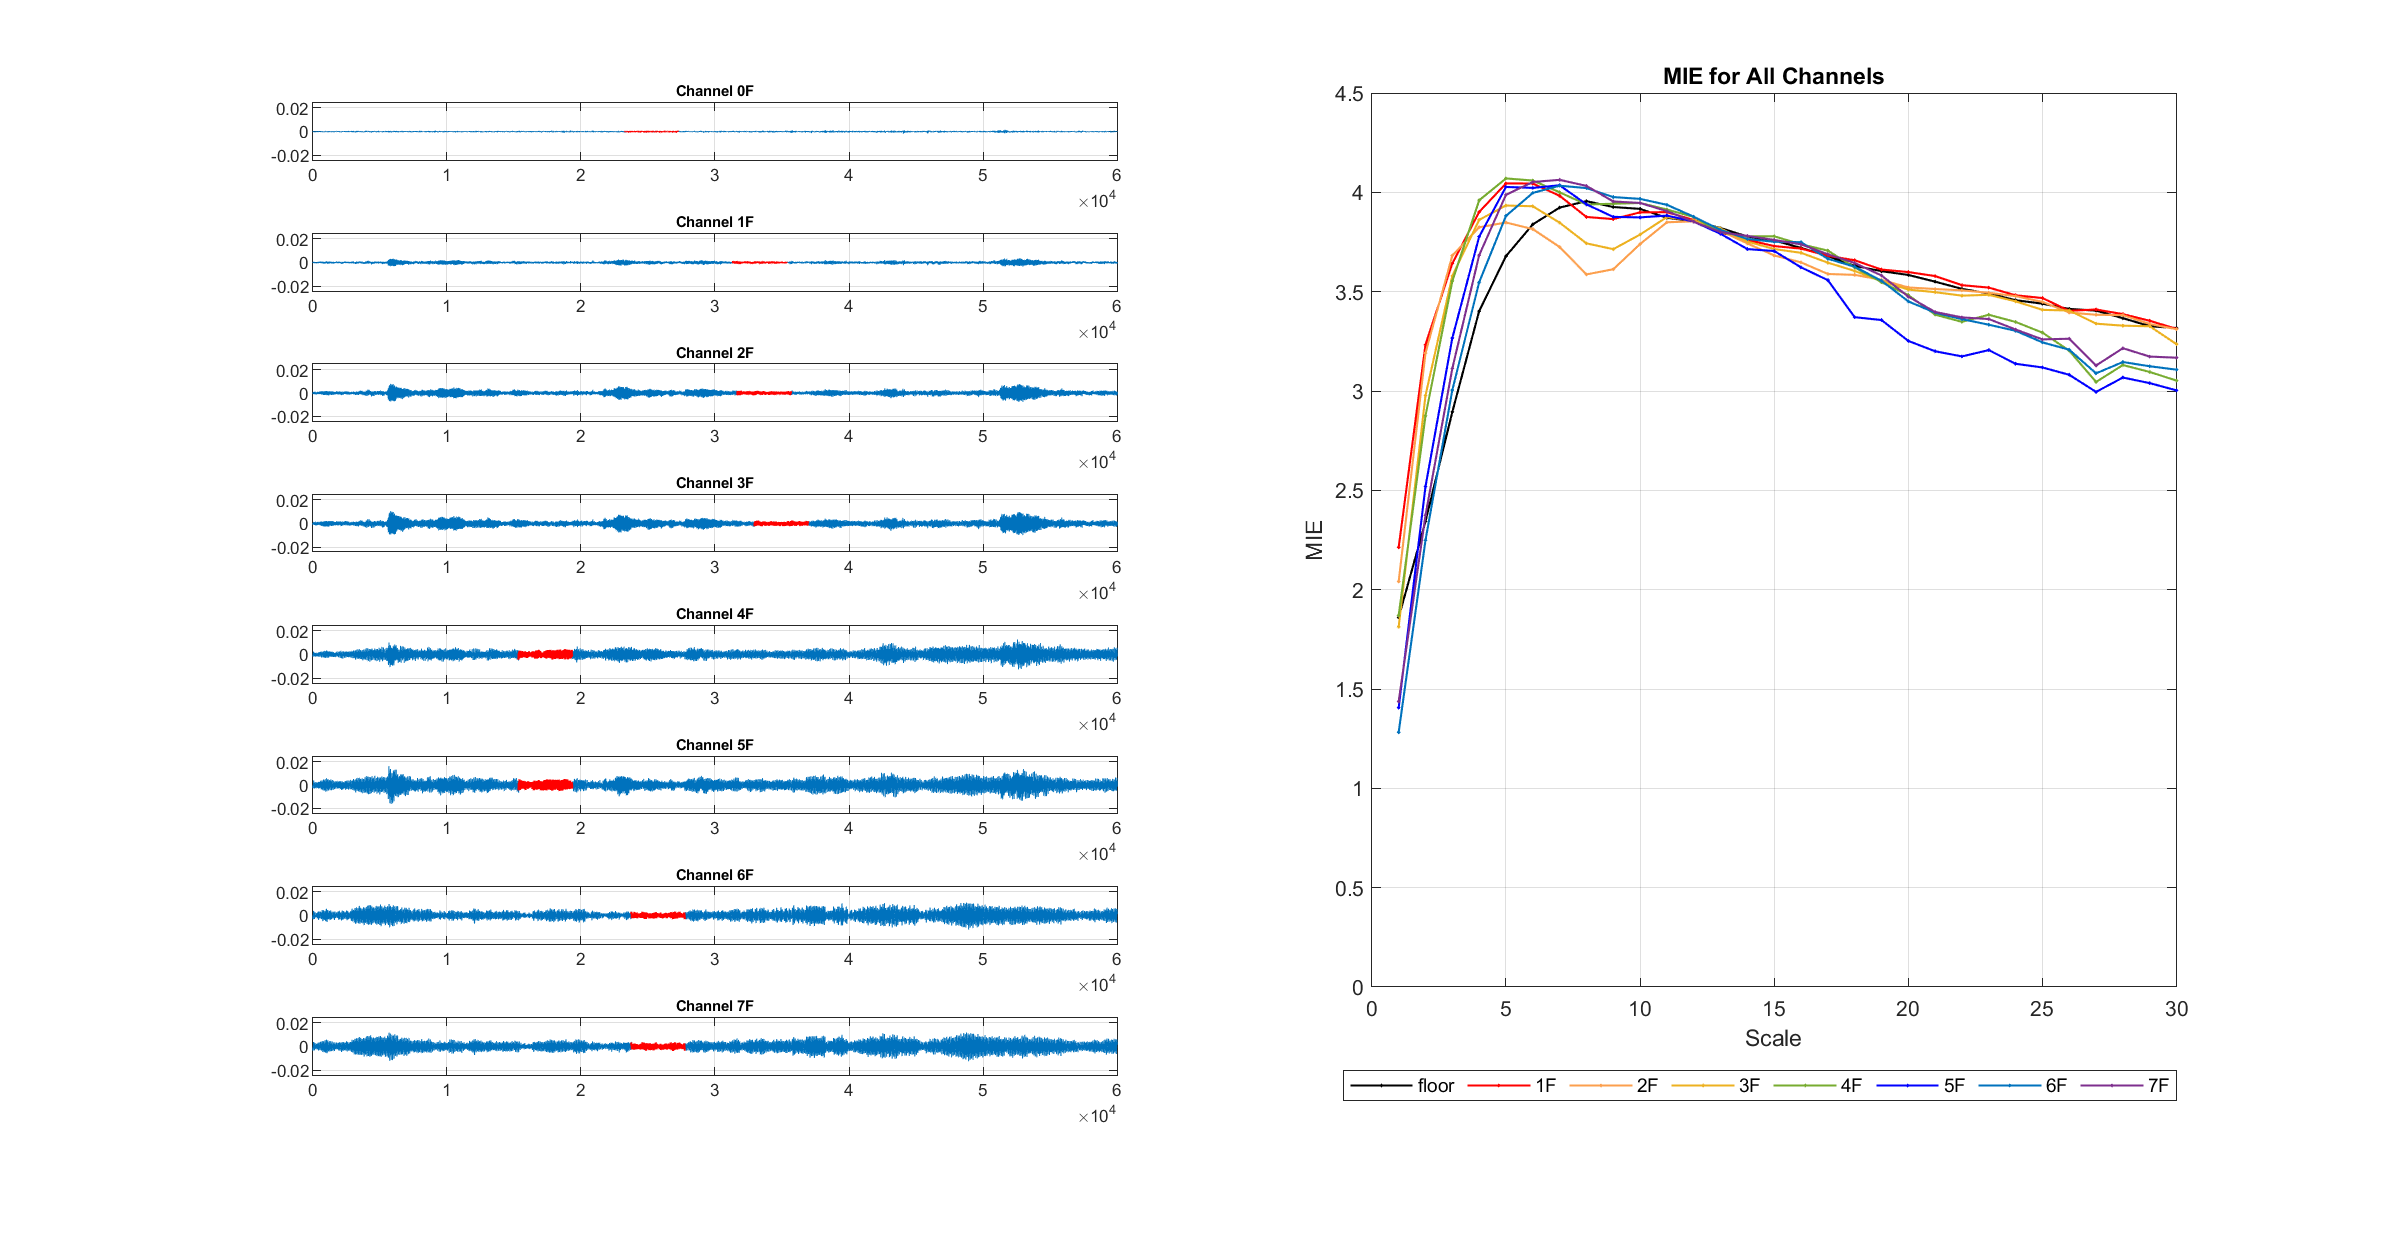 Channel 0F
0.02
0
-0.02
0 1 2 3 4 5 6
×10^4
Channel 1F
0.02
0
-0.02
0 1 2 3 4 5 6
×10^4
Channel 2F
0.02
0
-0.02
0 1 2 3 4 5 6
×10^4
Channel 3F
0.02
0
-0.02
0 1 2 3 4 5 6
×10^4
Channel 4F
0.02
0
-0.02
0 1 2 3 4 5 6
×10^4
Channel 5F
0.02
0
-0.02
0 1 2 3 4 5 6
×10^4
Channel 6F
0.02
0
-0.02
0 1 2 3 4 5 6
×10^4
Channel 7F
0.02
0
-0.02
0 1 2 3 4 5 6
×10^4
MIE for All Channels
4.5
4
3.5
3
2.5
2
1.5
1
0.5
0
MIE
0 5 10 15 20 25 30
Scale
floor 1F 2F 3F 4F 5F 6F 7F